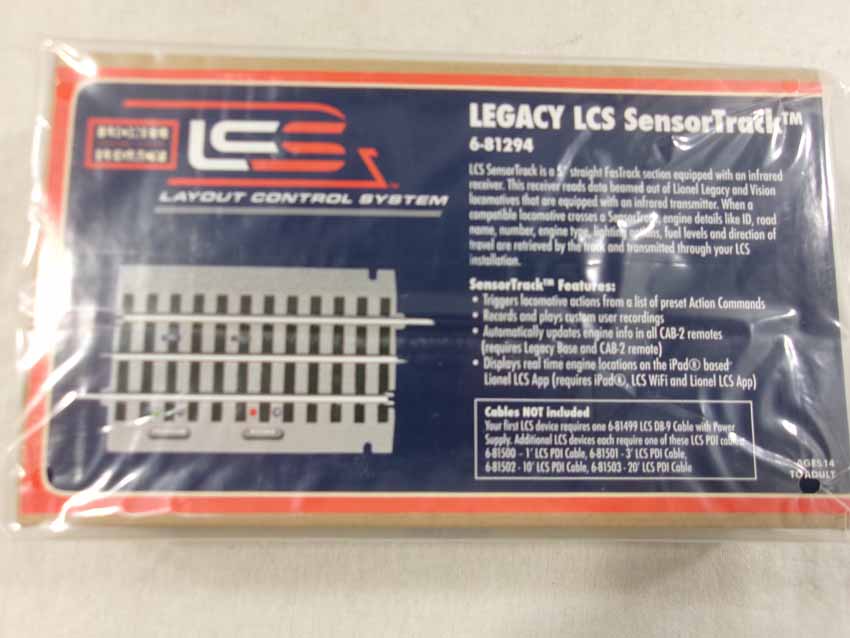 LCS
LAYOUT CONTROL SYSTEM
LEGACY LCS SensorTrack™
6-81294
LCS SensorTrack is a 5" straight FasTrack section equipped with an infrared
receiver. This receiver reads data beamed out of Lionel Legacy and Vision
locomotives that are equipped with an infrared transmitter. When a
compatible locomotive crosses a SensorTrack, engine details like ID, road
name, number, engine type, lighting options, fuel levels and direction of
travel are retrieved by the track and transmitted through your LCS
installation.
SensorTrack™ Features:
• Triggers locomotive actions from a list of preset Action Commands
• Records and plays custom user recordings
• Automatically updates engine info in all CAB-2 remotes
(requires Legacy Base and CAB-2 remote)
• Displays real time engine locations on the iPad® based
Lionel LCS App (requires iPad®, LCS WiFi and Lionel LCS App)
Cables NOT included
Your first LCS device requires one 6-81499 LCS DB-9 Cable with Power
Supply. Additional LCS devices each require one of these LCS PDI cables
6-81500 - 1' LCS PDI Cable, 6-81501 - 3' LCS PDI Cable,
6-81502 - 10' LCS PDI Cable, 6-81503 - 20' LCS PDI Cable
AGES 14
TO ADULT